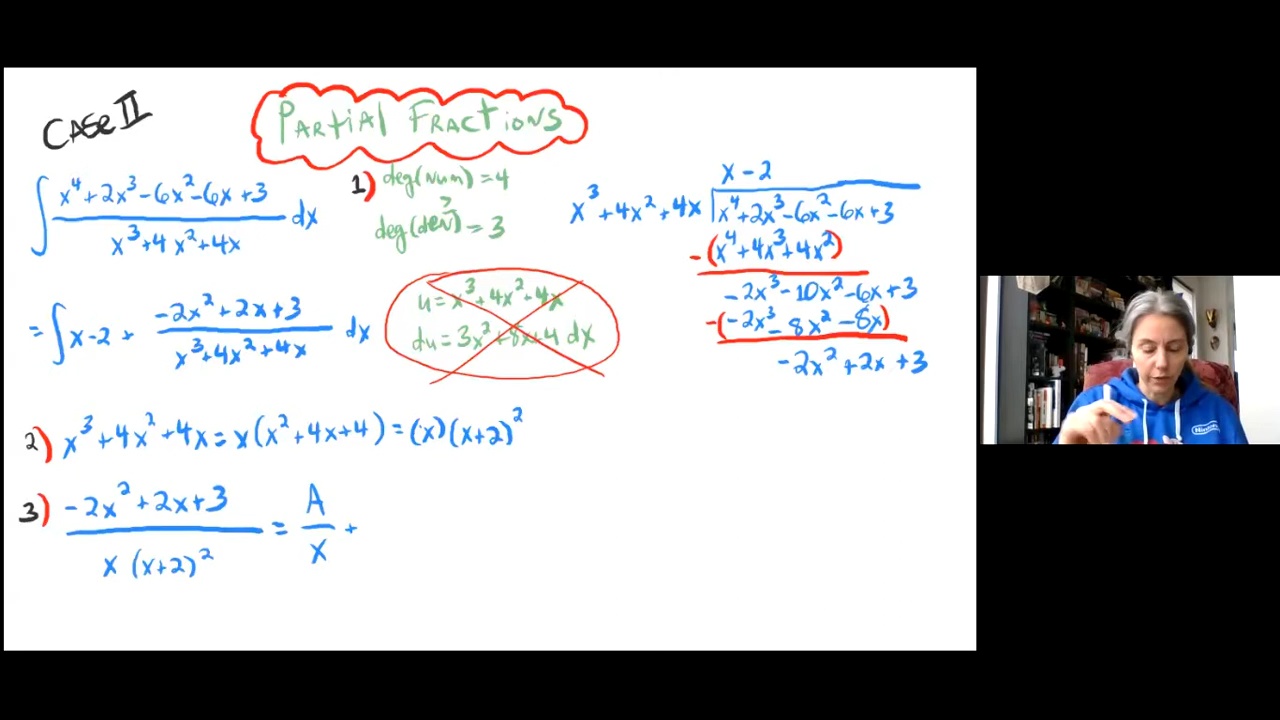 CASE II
PARTIAL FRACTIONS
∫ x⁴+2x³-6x²-6x+3 / x³+4x²+4x dx
= ∫ x-2 + -2x²+2x+3 / x³+4x²+4x dx
1) deg(num) = 4
deg(den) = 3
?
u = x³+4x²+4x
du = 3x²+8x+4 dx
x-2
x³+4x²+4x x⁴+2x³-6x²-6x+3
-(x⁴+4x³+4x²)
-2x³-10x²-6x+3
-(-2x³-8x²-8x)
-2x²+2x+3
2) x³+4x²+4x = x(x²+4x+4) = (x)(x+2)²
3) -2x²+2x+3 / x(x+2)² = A/x +